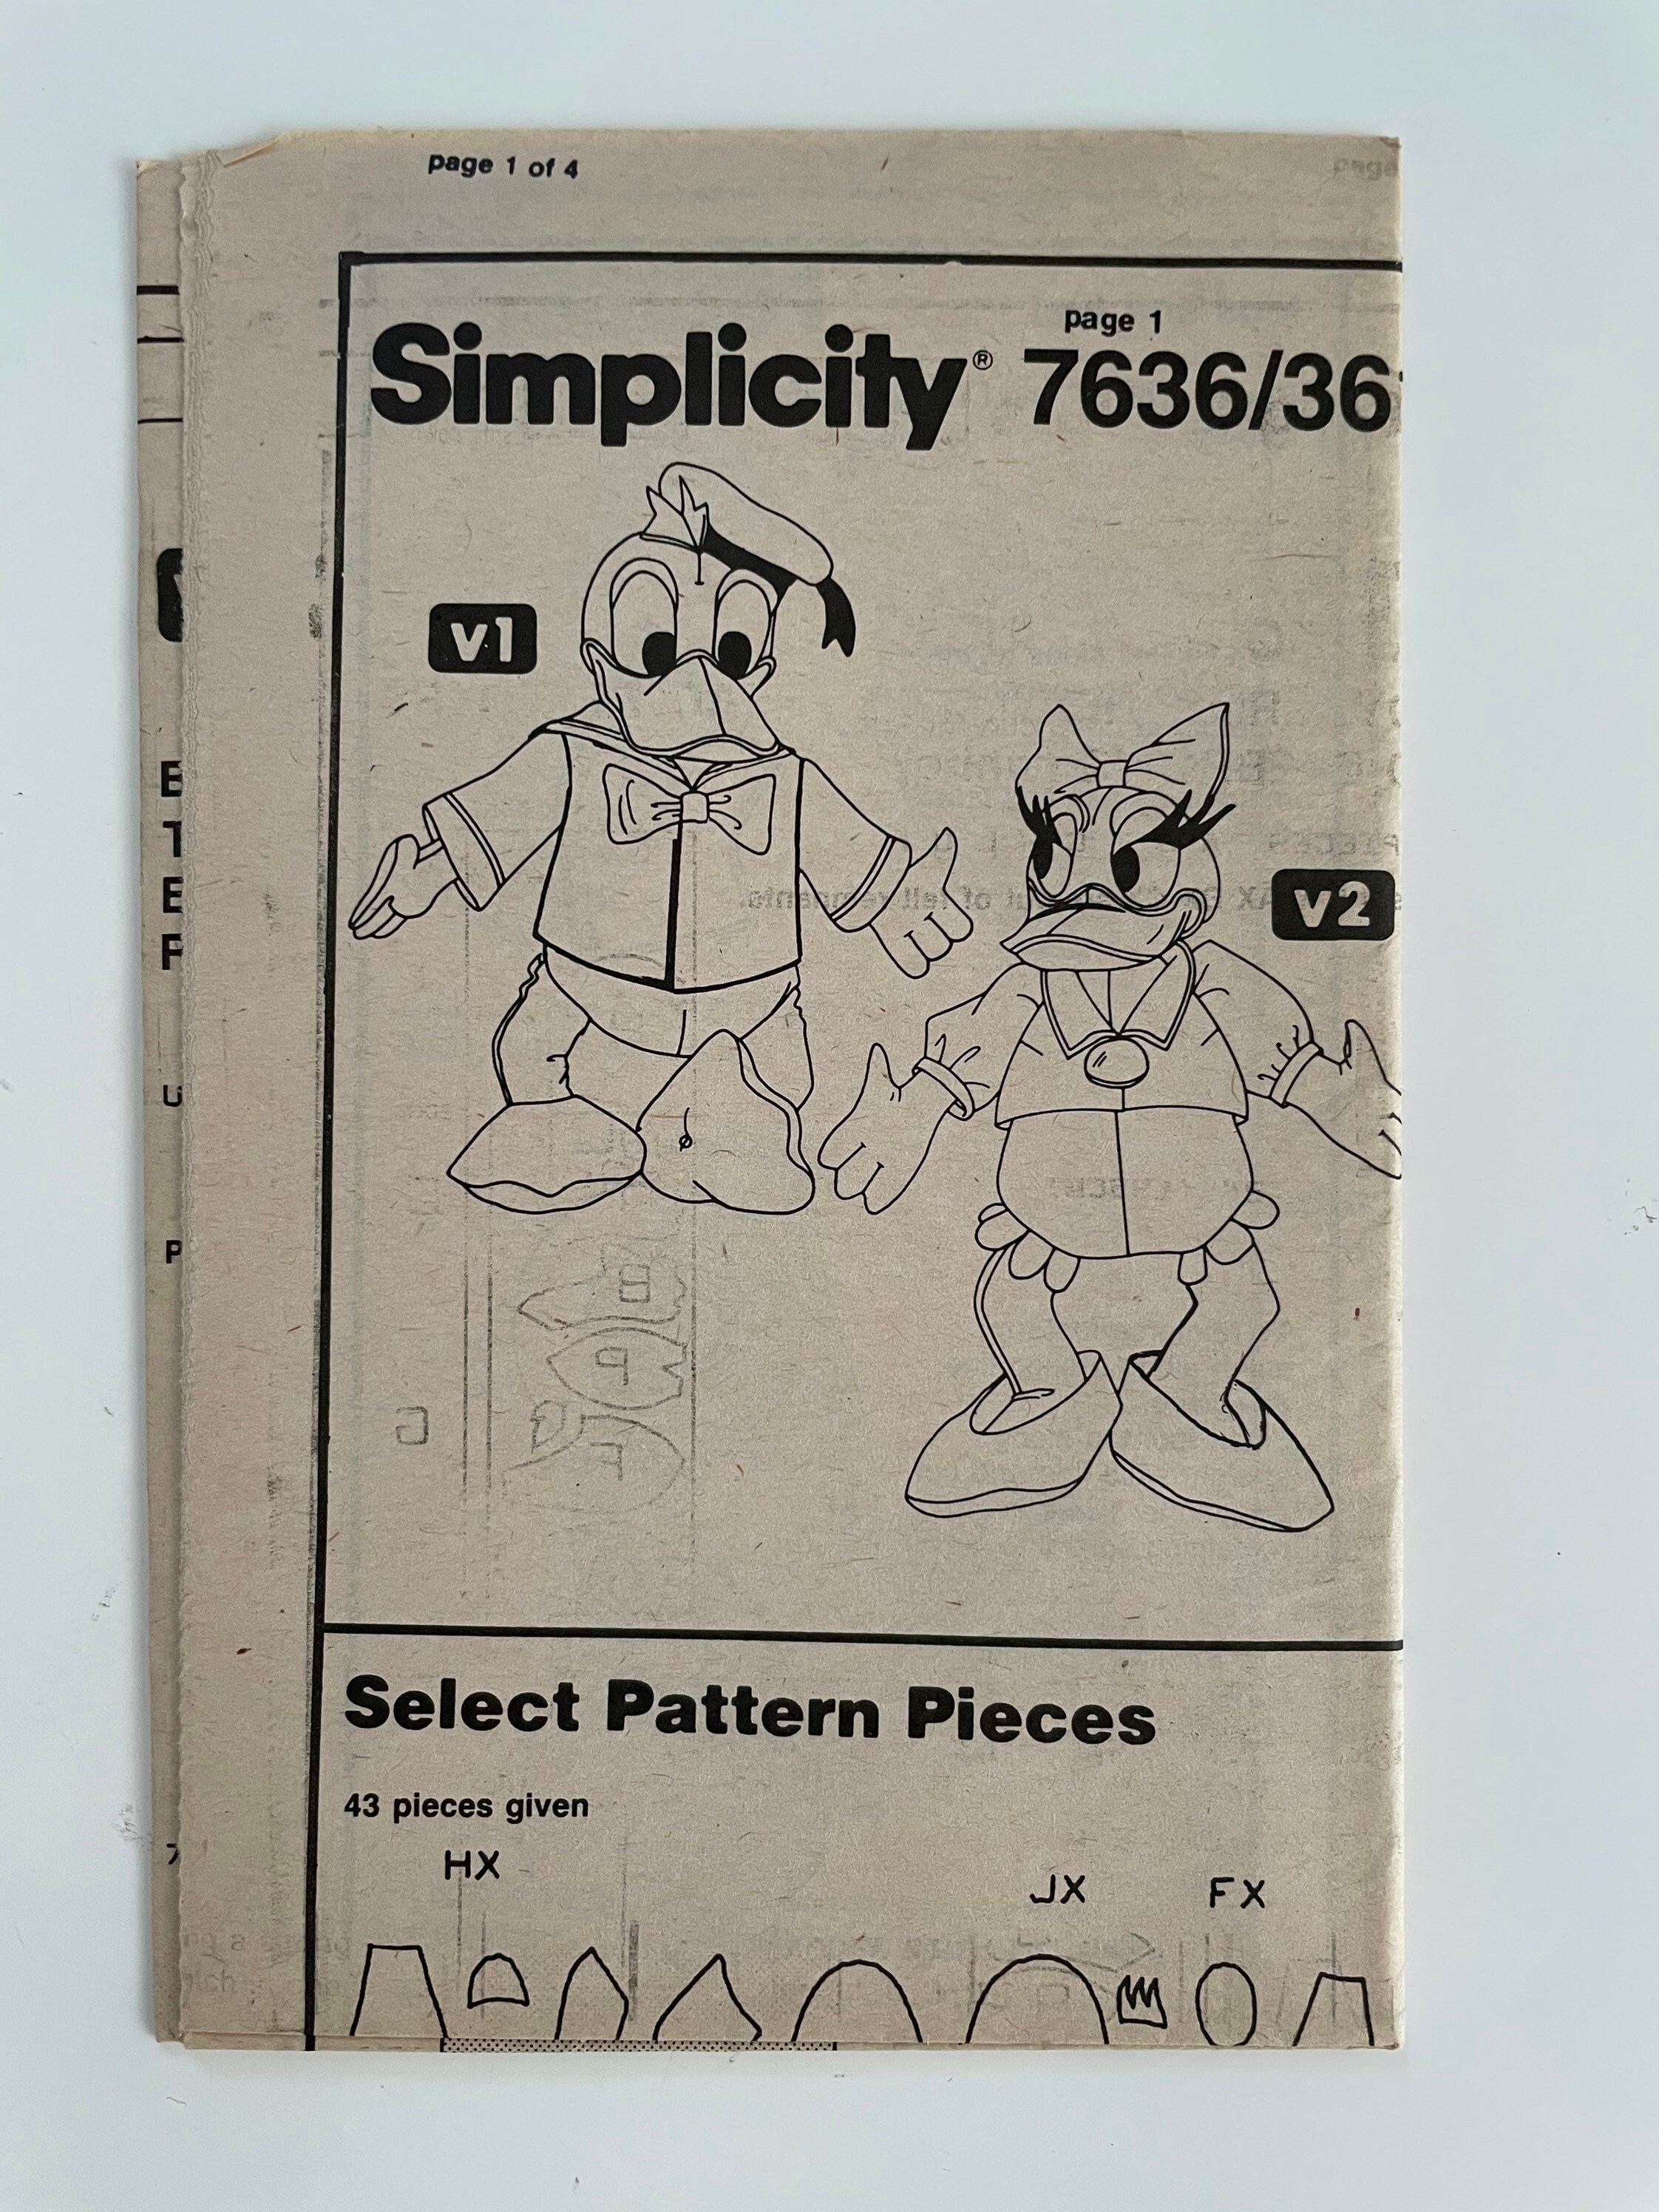 page 1 of 4
page 1
Simplicity® 7636/36
v1
v2
Select Pattern Pieces
43 pieces given
HX
JX
FX